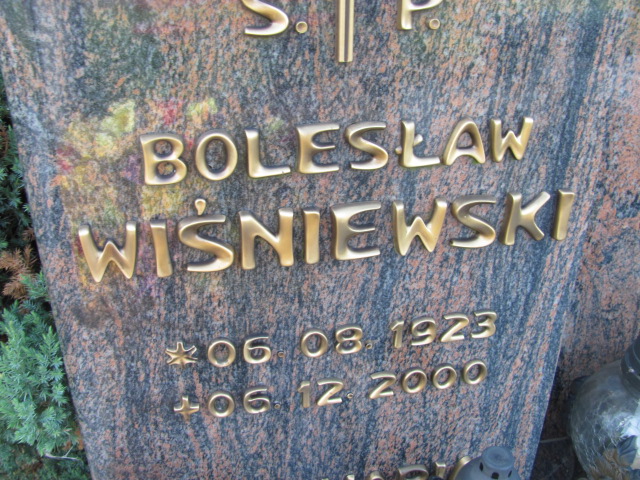 S. P.
BOLESŁAW
WIŚNIEWSKI
*06. 08. 1923
+06. 12. 2000